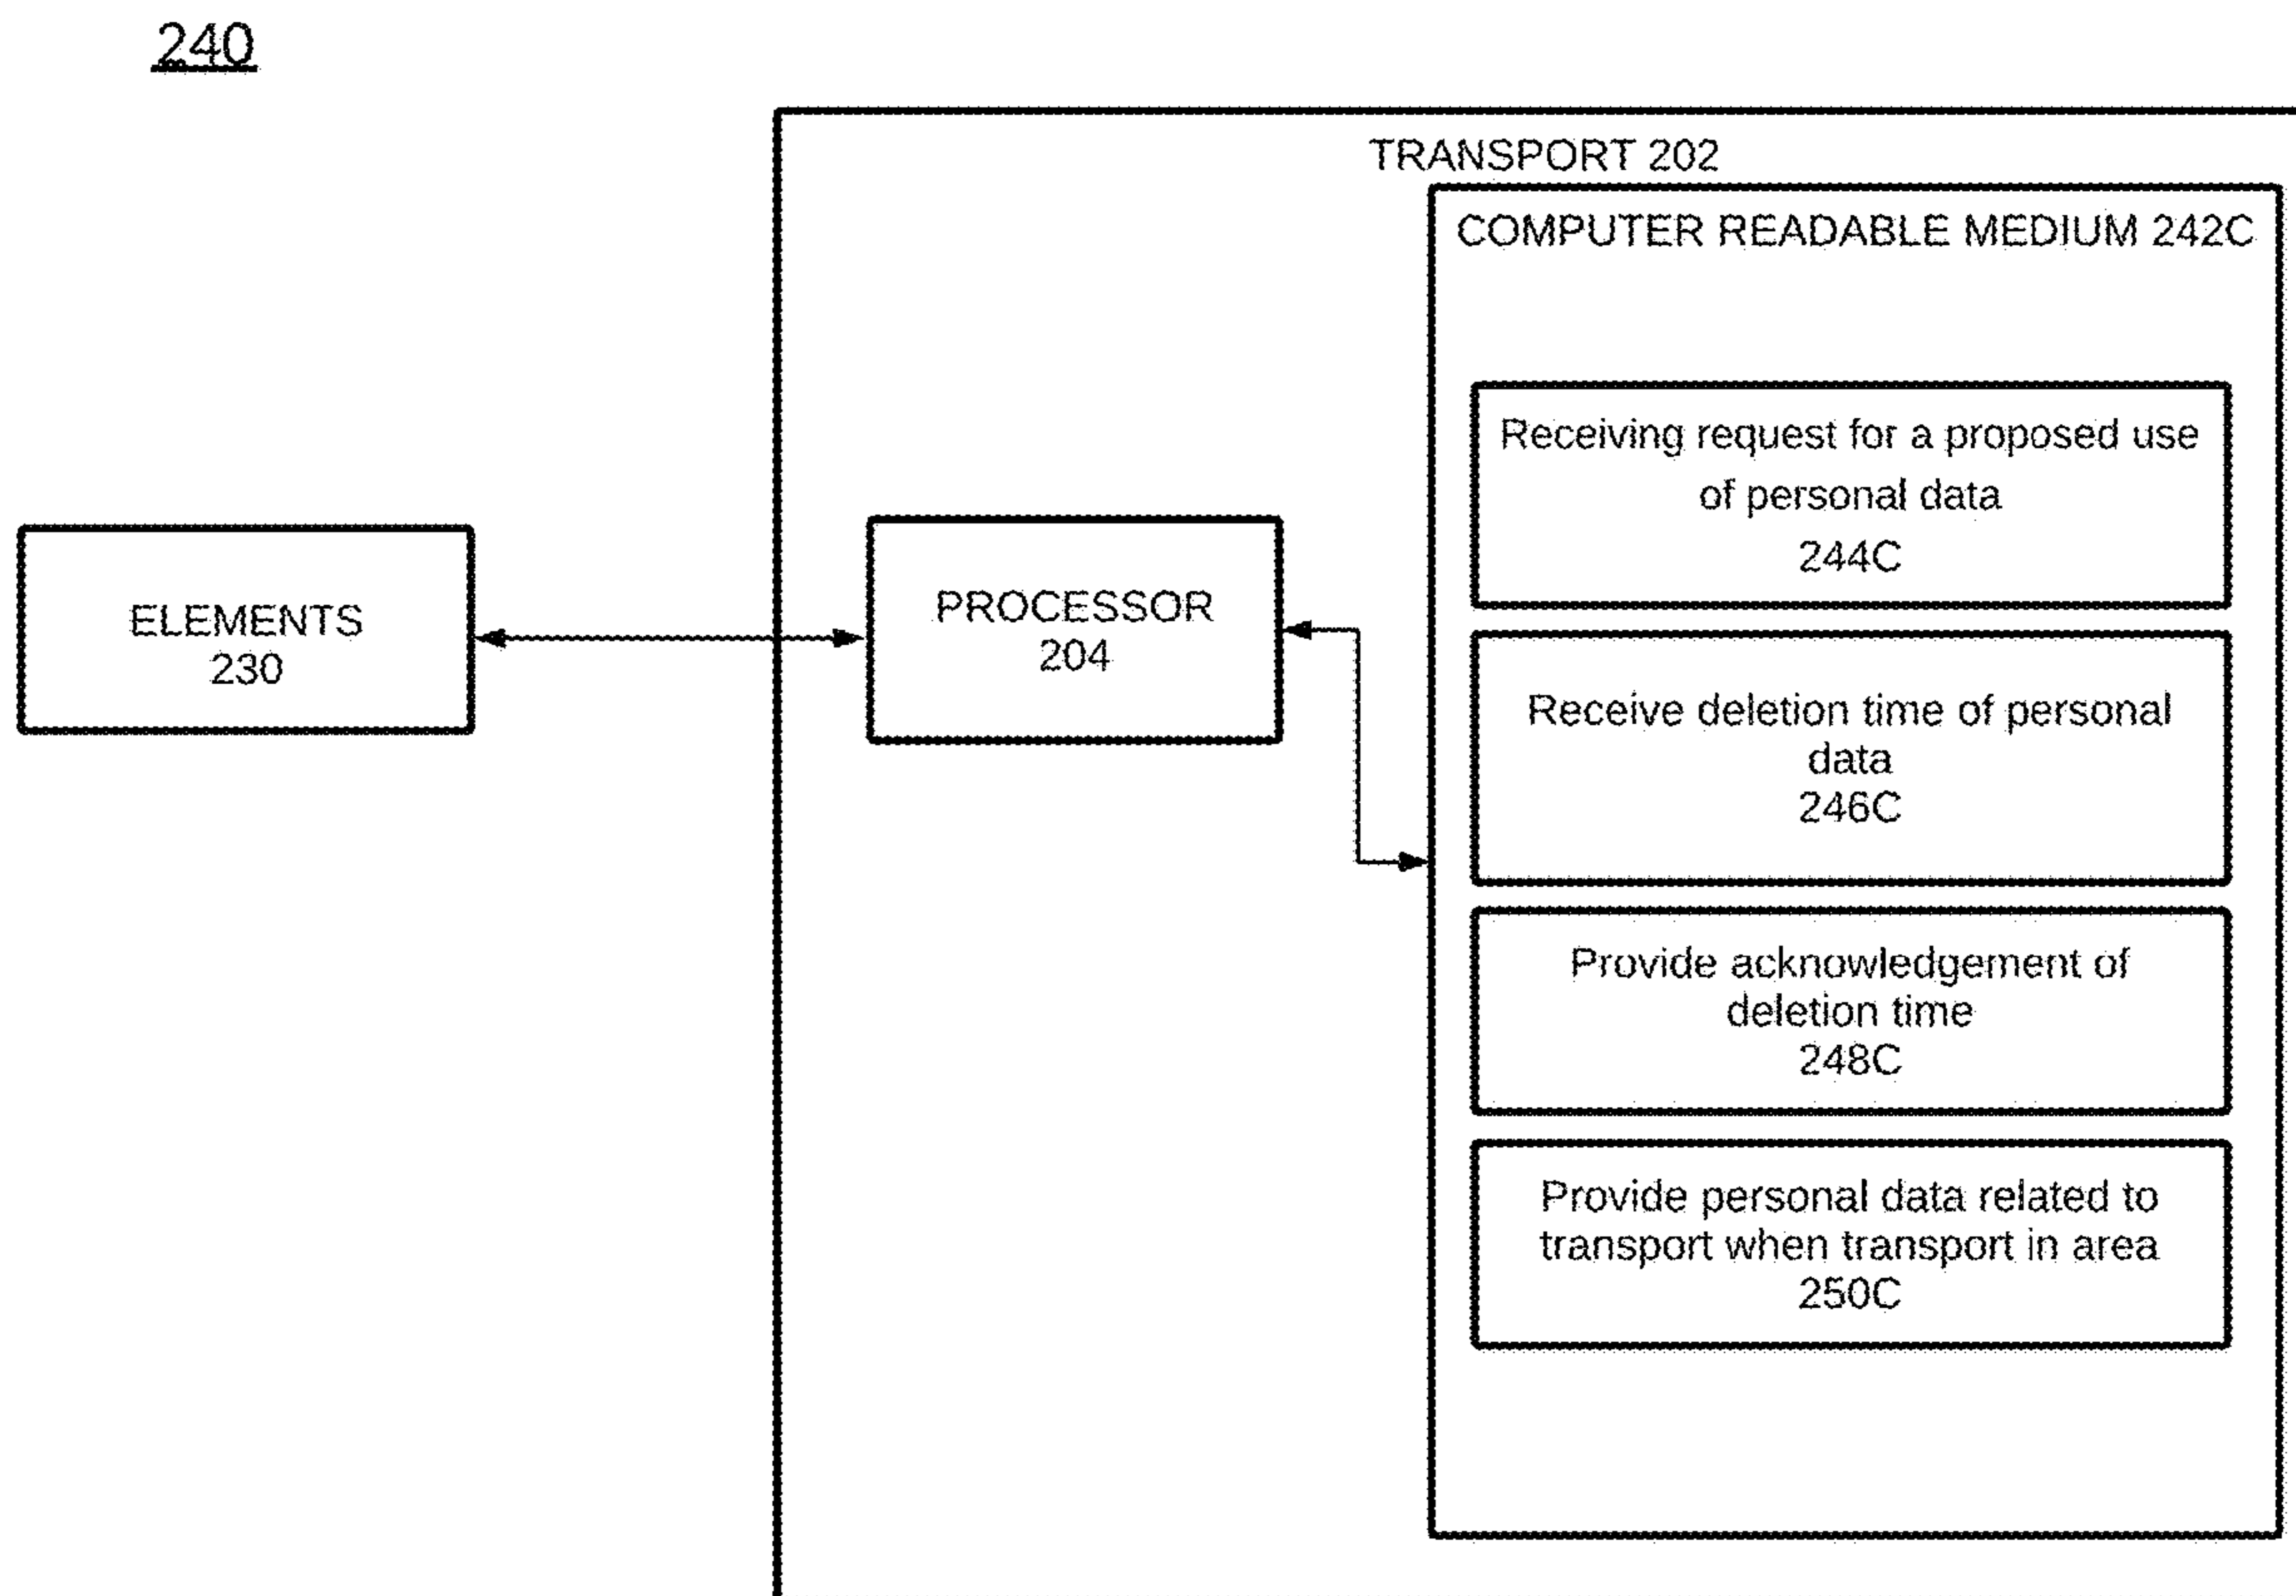 240
TRANSPORT 202
COMPUTER READABLE MEDIUM 242C
Receiving request for a proposed use
of personal data
244C
ELEMENTS
230
PROCESSOR
204
Receive deletion time of personal
data
246C
Provide acknowledgement of
deletion time
248C
Provide personal data related to
transport when transport in area
250C